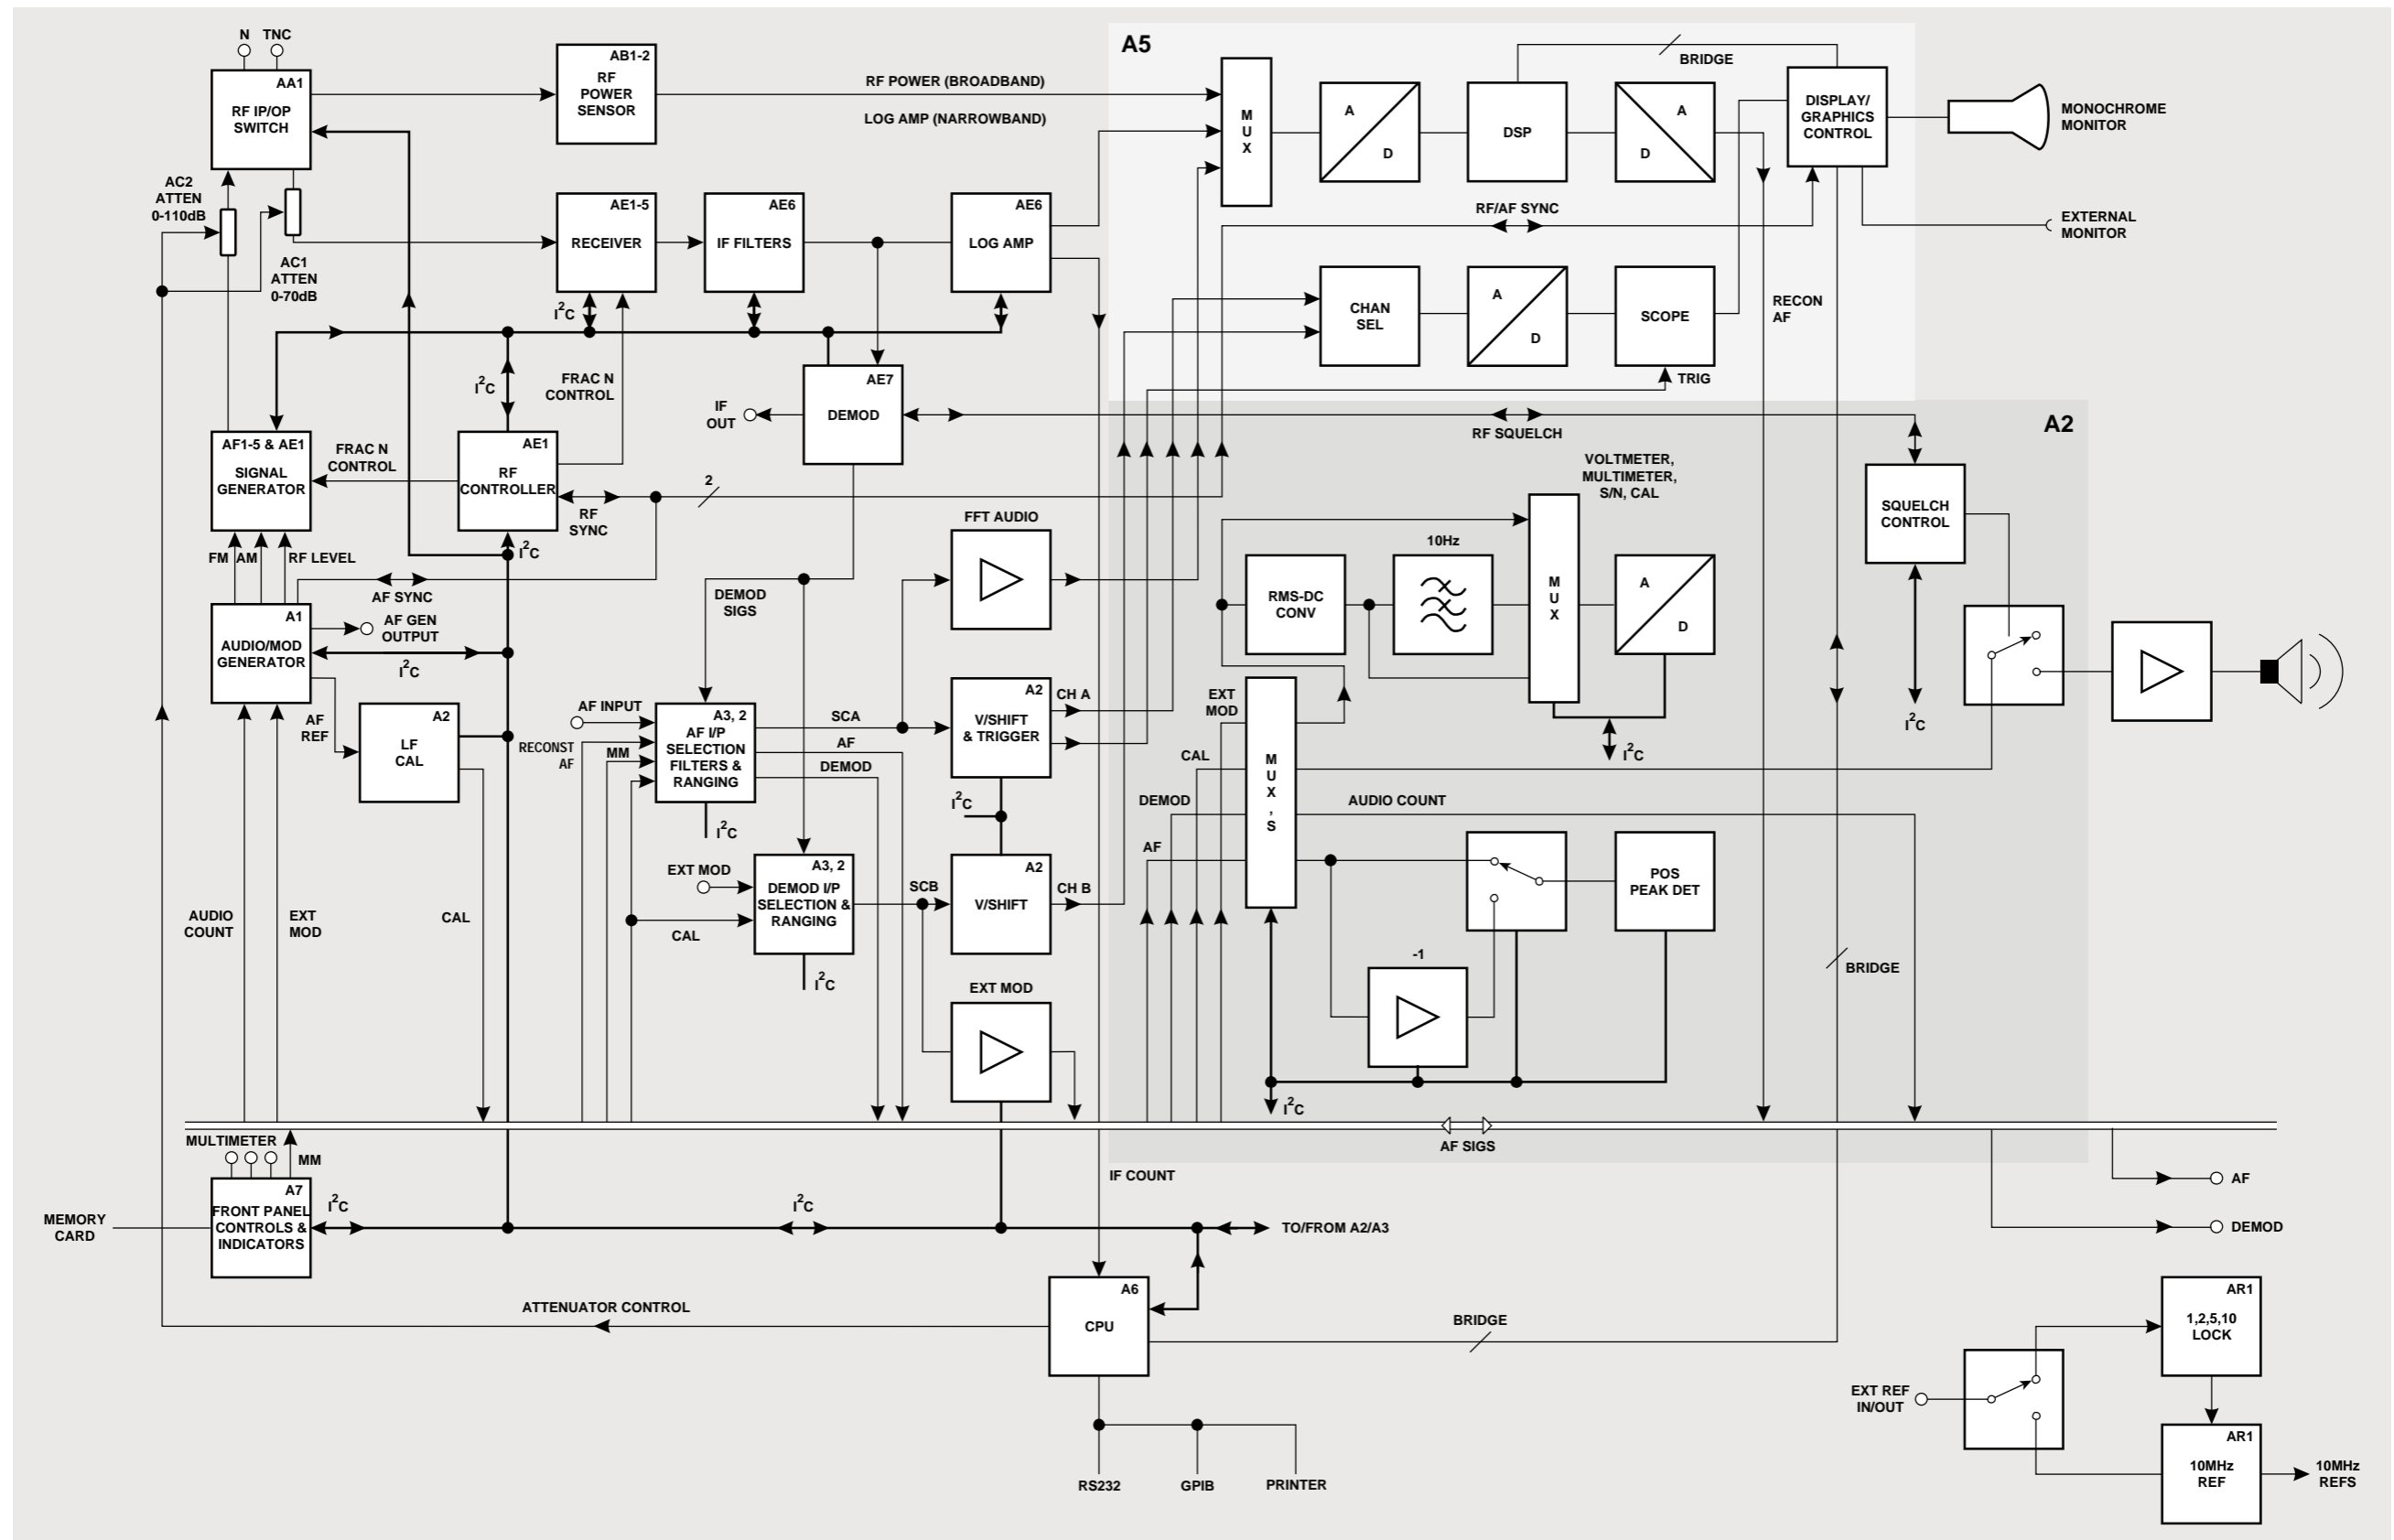 N TNC
AA1
RF IP/OP
SWITCH
AB1-2
RF
POWER
SENSOR
RF POWER (BROADBAND)
LOG AMP (NARROWBAND)
A5
M
U
X
A
D
DSP
A
D
BRIDGE
DISPLAY/
GRAPHICS
CONTROL
MONOCHROME
MONITOR
EXTERNAL
MONITOR
AC2
ATTEN
0-110dB
AC1
ATTEN
0-70dB
AE1-5
RECEIVER
AE6
IF FILTERS
AE6
LOG AMP
I2C
RF/AF SYNC
CHAN
SEL
A
D
SCOPE
TRIG
RECON
AF
I2C
FRAC N
CONTROL
AE7
DEMOD
IF
OUT
RF SQUELCH
A2
AF1-5 & AE1
SIGNAL
GENERATOR
FRAC N
CONTROL
AE1
RF
CONTROLLER
RF
SYNC
2
I2C
FM AM RF LEVEL
AF SYNC
A1
AUDIO/MOD
GENERATOR
AF GEN
OUTPUT
I2C
AF
REF
A2
LF
CAL
DEMOD
SIGS
FFT AUDIO
VOLTMETER,
MULTIMETER,
S/N, CAL
10Hz
RMS-DC
CONV
M
U
X
A
D
I2C
SQUELCH
CONTROL
I2C
AF INPUT
RECONST
AF
MM
A3, 2
AF I/P
SELECTION
FILTERS &
RANGING
I2C
SCA
AF
DEMOD
A2
V/SHIFT
& TRIGGER
CH A
I2C
EXT
MOD
CAL
DEMOD
AF
M
U
X
,
S
AUDIO COUNT
EXT MOD
CAL
A3, 2
DEMOD I/P
SELECTION &
RANGING
I2C
SCB
A2
V/SHIFT
CH B
POS
PEAK DET
-1
I2C
BRIDGE
AUDIO
COUNT
EXT
MOD
CAL
EXT MOD
AF SIGS
MULTIMETER
MM
A7
FRONT PANEL
CONTROLS &
INDICATORS
MEMORY
CARD
I2C
I2C
IF COUNT
TO/FROM A2/A3
AF
DEMOD
ATTENUATOR CONTROL
A6
CPU
BRIDGE
RS232
GPIB
PRINTER
EXT REF
IN/OUT
AR1
1,2,5,10
LOCK
AR1
10MHz
REF
10MHz
REFS